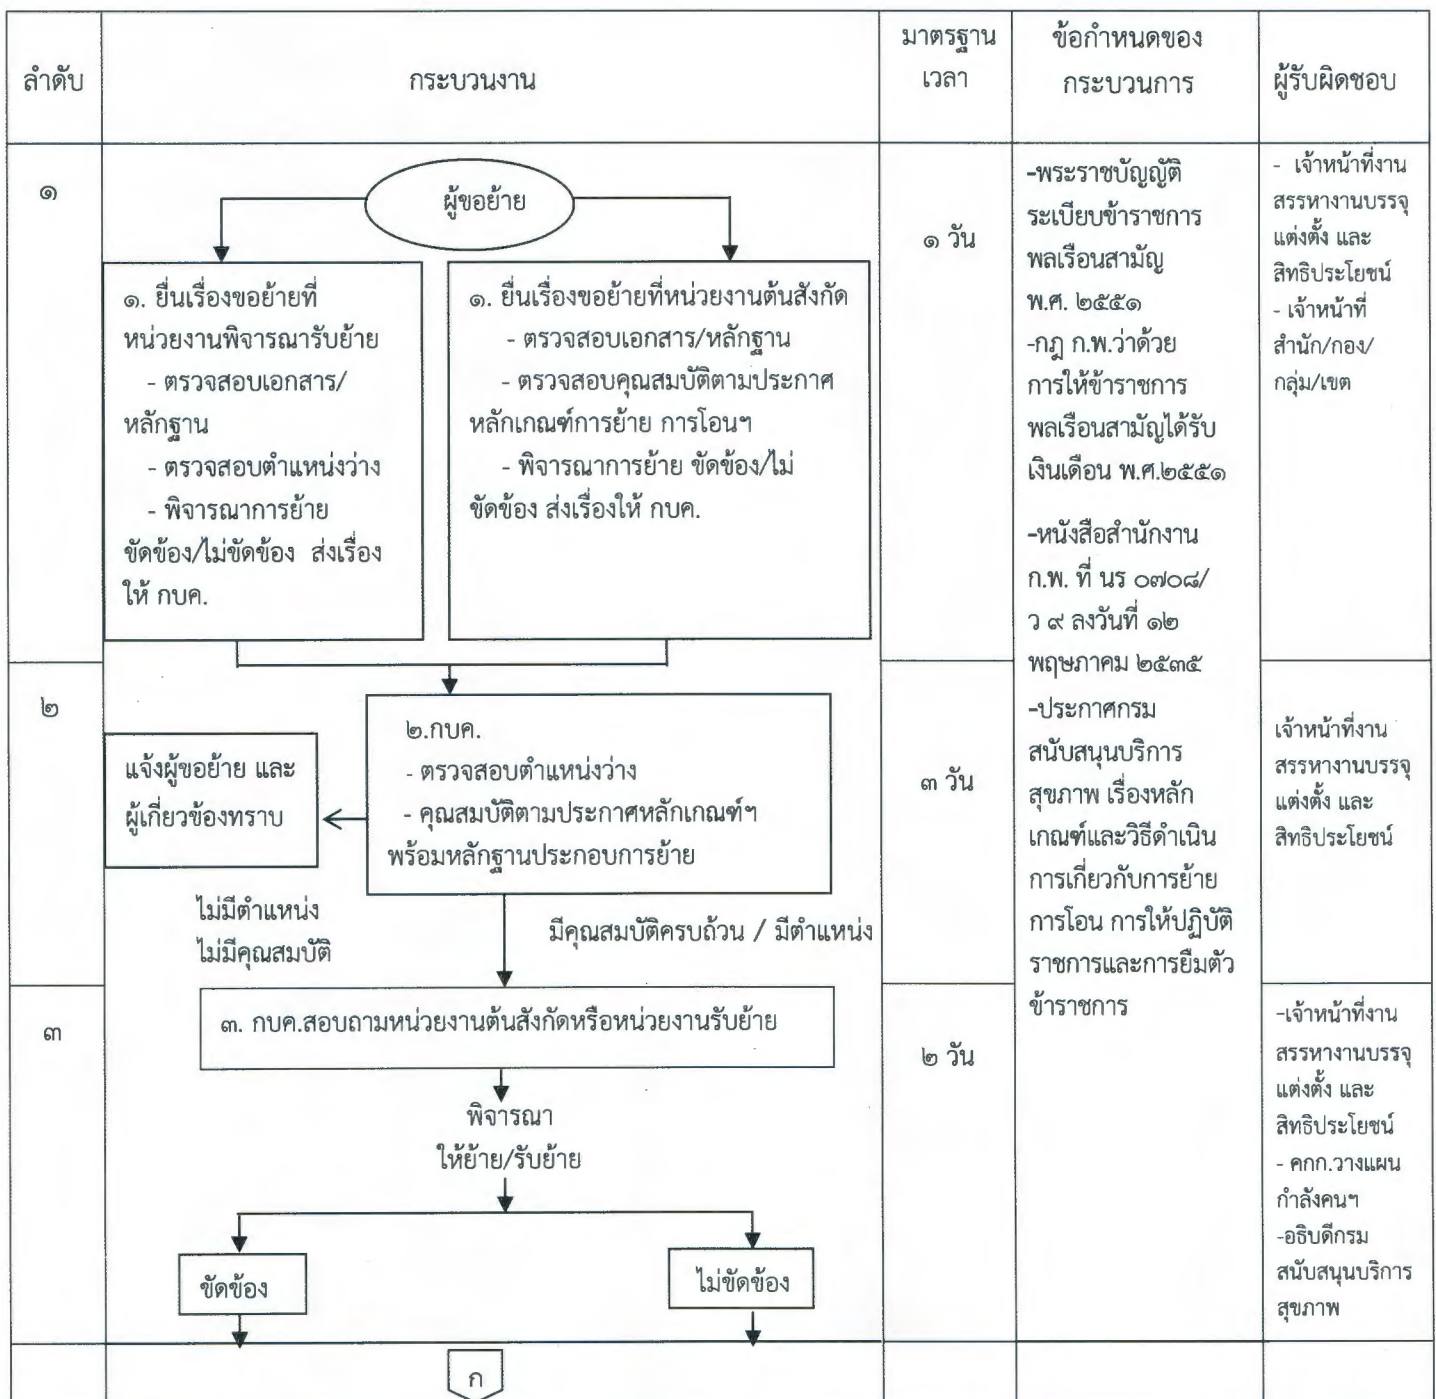 ลำดับ
กระบวนงาน
มาตรฐาน
เวลา
ข้อกำหนดของ
กระบวนการ
ผู้รับผิดชอบ
๑
ผู้ขอย้าย
๑. ยื่นเรื่องขอย้ายที่
หน่วยงานพิจารณารับย้าย
- ตรวจสอบเอกสาร/
หลักฐาน
- ตรวจสอบตำแหน่งว่าง
- พิจารณาการย้าย
ขัดข้อง/ไม่ขัดข้อง ส่งเรื่อง
ให้ กบค.
๑. ยื่นเรื่องขอย้ายที่หน่วยงานต้นสังกัด
- ตรวจสอบเอกสาร/หลักฐาน
- ตรวจสอบคุณสมบัติตามประกาศ
หลักเกณฑ์การย้าย การโอนฯ
- พิจารณาการย้าย ขัดข้อง/ไม่
ขัดข้อง ส่งเรื่องให้ กบค.
๑ วัน
-พระราชบัญญัติ
ระเบียบข้าราชการ
พลเรือนสามัญ
พ.ศ. ๒๕๕๑
-กฎ ก.พ.ว่าด้วย
การให้ข้าราชการ
พลเรือนสามัญได้รับ
เงินเดือน พ.ศ.๒๕๕๑
-หนังสือสำนักงาน
ก.พ. ที่ นร ๐๗๐๘/
ว ๙ ลงวันที่ ๑๒
พฤษภาคม ๒๕๓๕
-ประกาศกรม
สนับสนุนบริการ
สุขภาพ เรื่องหลัก
เกณฑ์และวิธีดำเนิน
การเกี่ยวกับการย้าย
การโอน การให้ปฏิบัติ
ราชการและการยืมตัว
ข้าราชการ
- เจ้าหน้าที่งาน
สรรหางานบรรจุ
แต่งตั้ง และ
สิทธิประโยชน์
- เจ้าหน้าที่
สำนัก/กอง/
กลุ่ม/เขต
๒
แจ้งผู้ขอย้าย และ
ผู้เกี่ยวข้องทราบ
๒.กบค.
- ตรวจสอบตำแหน่งว่าง
- คุณสมบัติตามประกาศหลักเกณฑ์ฯ
พร้อมหลักฐานประกอบการย้าย
ไม่มีตำแหน่ง
ไม่มีคุณสมบัติ
มีคุณสมบัติครบถ้วน / มีตำแหน่ง
๓ วัน
เจ้าหน้าที่งาน
สรรหางานบรรจุ
แต่งตั้ง และ
สิทธิประโยชน์
๓
๓. กบค.สอบถามหน่วยงานต้นสังกัดหรือหน่วยงานรับย้าย
พิจารณา
ให้ย้าย/รับย้าย
ขัดข้อง
ไม่ขัดข้อง
๒ วัน
-เจ้าหน้าที่งาน
สรรหางานบรรจุ
แต่งตั้ง และ
สิทธิประโยชน์
- คกก.วางแผน
กำลังคนฯ
-อธิบดีกรม
สนับสนุนบริการ
สุขภาพ
ก